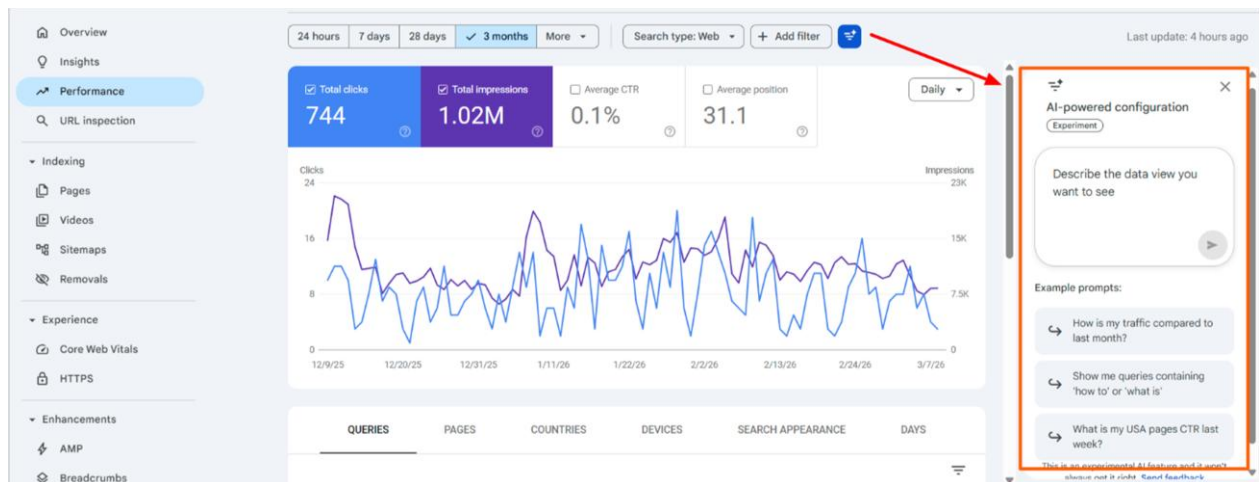 Overview
Insights
Performance
URL inspection
Indexing
Pages
Videos
Sitemaps
Removals
Experience
Core Web Vitals
HTTPS
Enhancements
AMP
Breadcrumbs
24 hours
7 days
28 days
3 months
More
Search type: Web
+ Add filter
Last update: 4 hours ago
Total clicks
744
Total impressions
1.02M
Average CTR
0.1%
Average position
31.1
Daily
Clicks
Impressions
24
23K
16
15K
8
7.5K
0
0
12/9/25
12/20/25
12/31/25
1/11/26
1/22/26
2/2/26
2/13/26
2/24/26
3/7/26
QUERIES
PAGES
COUNTRIES
DEVICES
SEARCH APPEARANCE
DAYS
AI-powered configuration
Experiment
Describe the data view you
want to see
Example prompts:
How is my traffic compared to
last month?
Show me queries containing
'how to' or 'what is'
What is my USA pages CTR last
week?
This is an experimental AI feature and it won't
always get it right. Send feedback